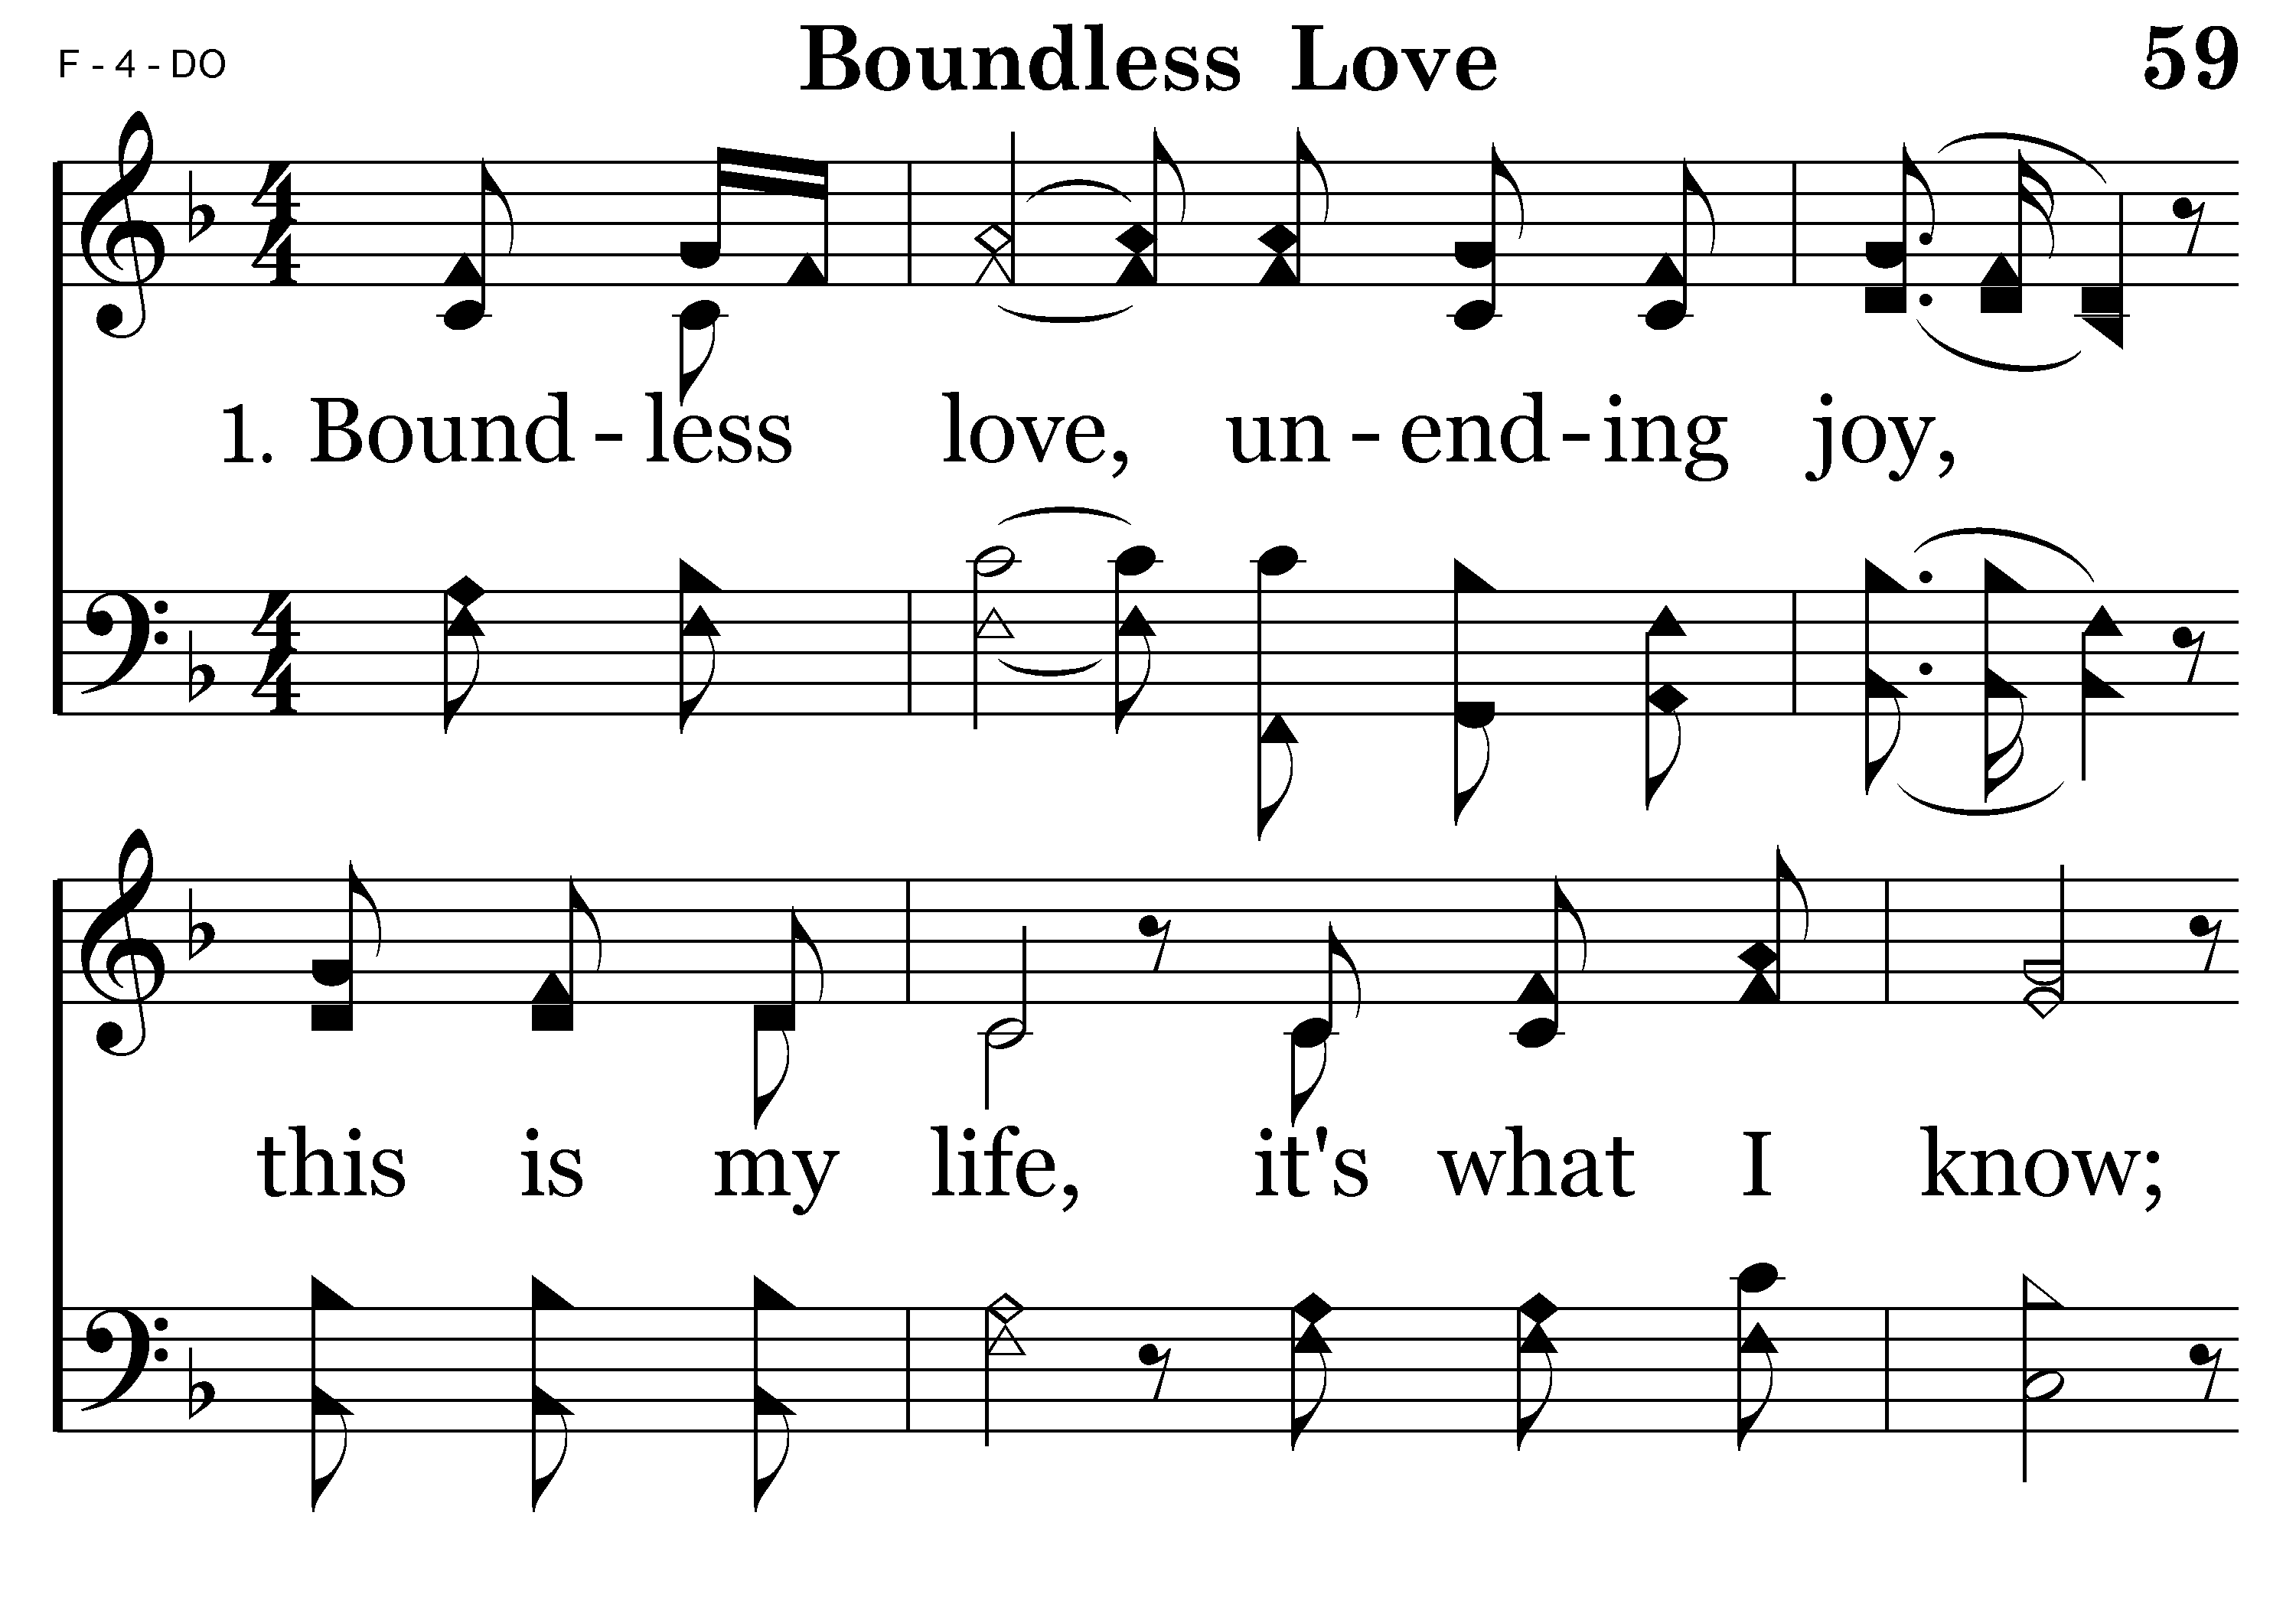 F - 4 - DO Boundless Love 59
1. Bound - less love, un - end - ing joy,
this is my life, it's what I know;